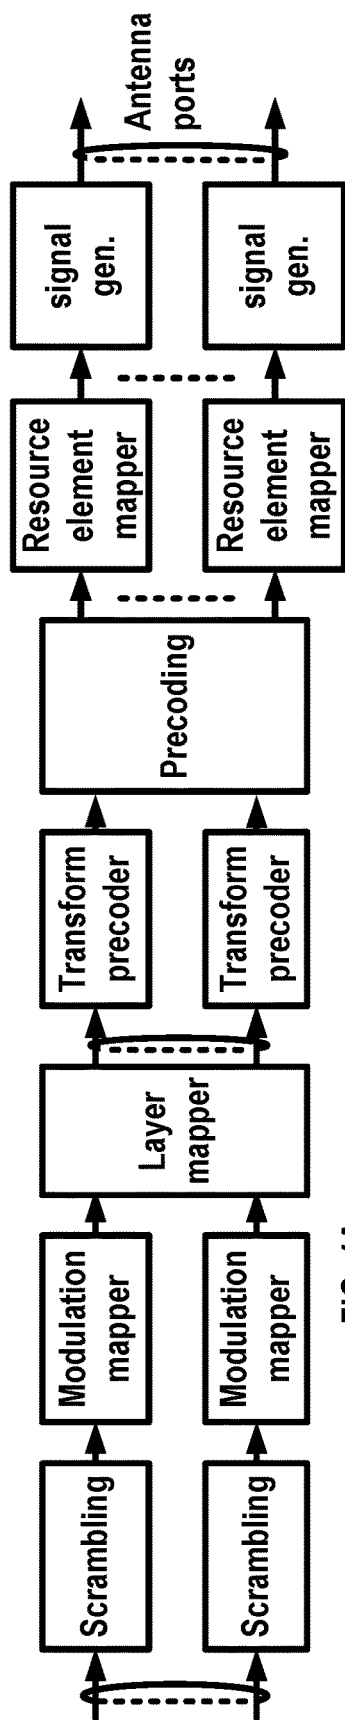 Scrambling
Modulation
mapper
Layer
mapper
Transform
precoder
Precoding
Resource
element
mapper
signal
gen.
Antenna
ports
Scrambling
Modulation
mapper
Transform
precoder
Resource
element
mapper
signal
gen.